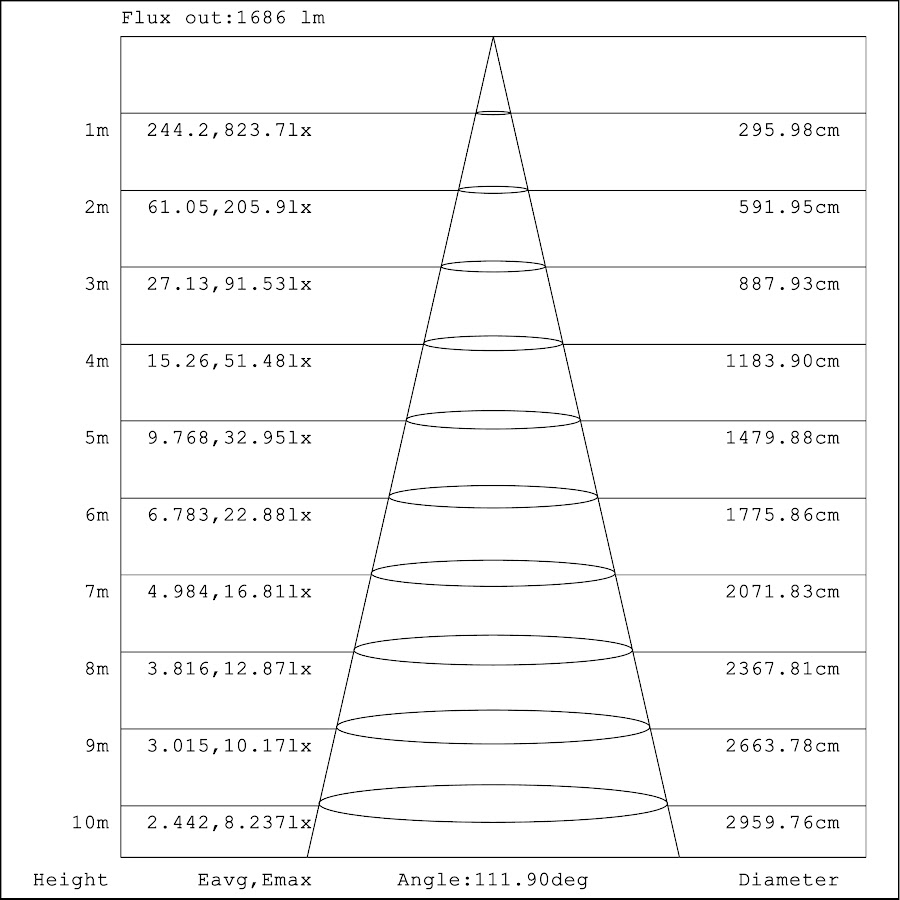 Flux out:1686 lm
1m 244.2,823.7lx 295.98cm
2m 61.05,205.9lx 591.95cm
3m 27.13,91.53lx 887.93cm
4m 15.26,51.48lx 1183.90cm
5m 9.768,32.95lx 1479.88cm
6m 6.783,22.88lx 1775.86cm
7m 4.984,16.81lx 2071.83cm
8m 3.816,12.87lx 2367.81cm
9m 3.015,10.17lx 2663.78cm
10m 2.442,8.237lx 2959.76cm
Height Eavg,Emax Angle:111.90deg Diameter